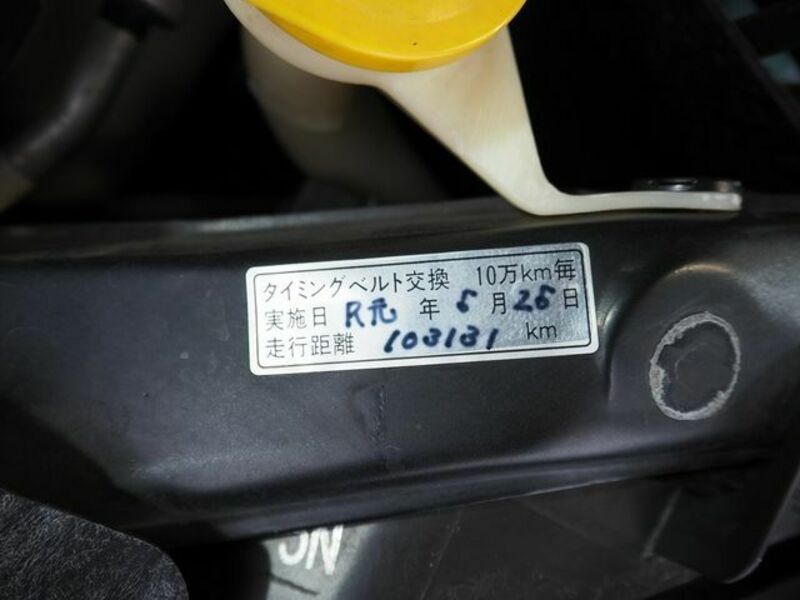 タイミングベルト交換 10万km毎
実施日 R元 年 5 月 25 日
走行距離 103131 km